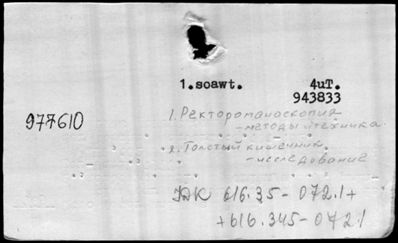 1.soawt. 4uT.
943833
977610
1. Ректороманоскопия
- методы и техника.
2. Толстый кишечник
- исследование
УДК 616.35-072.1+
+616.345-072.1